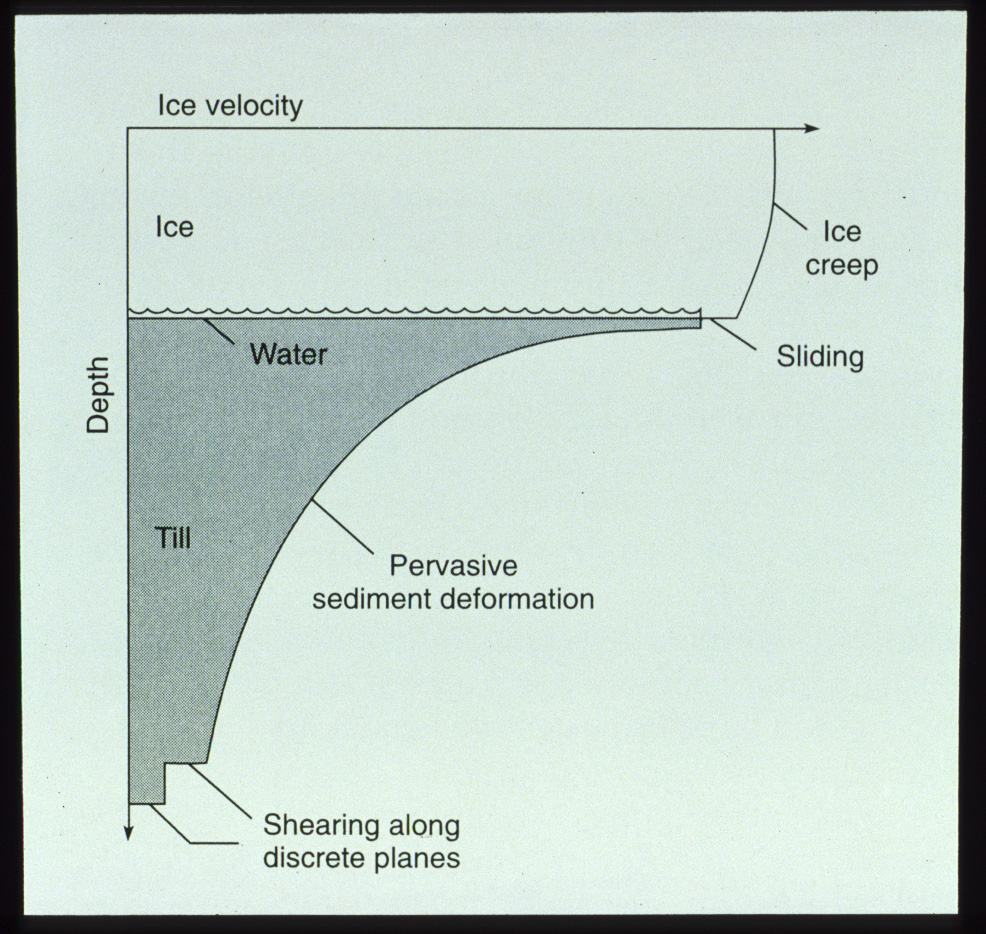 Ice velocity
Ice
Ice
creep
Water
Sliding
Depth
Till
Pervasive
sediment deformation
Shearing along
discrete planes